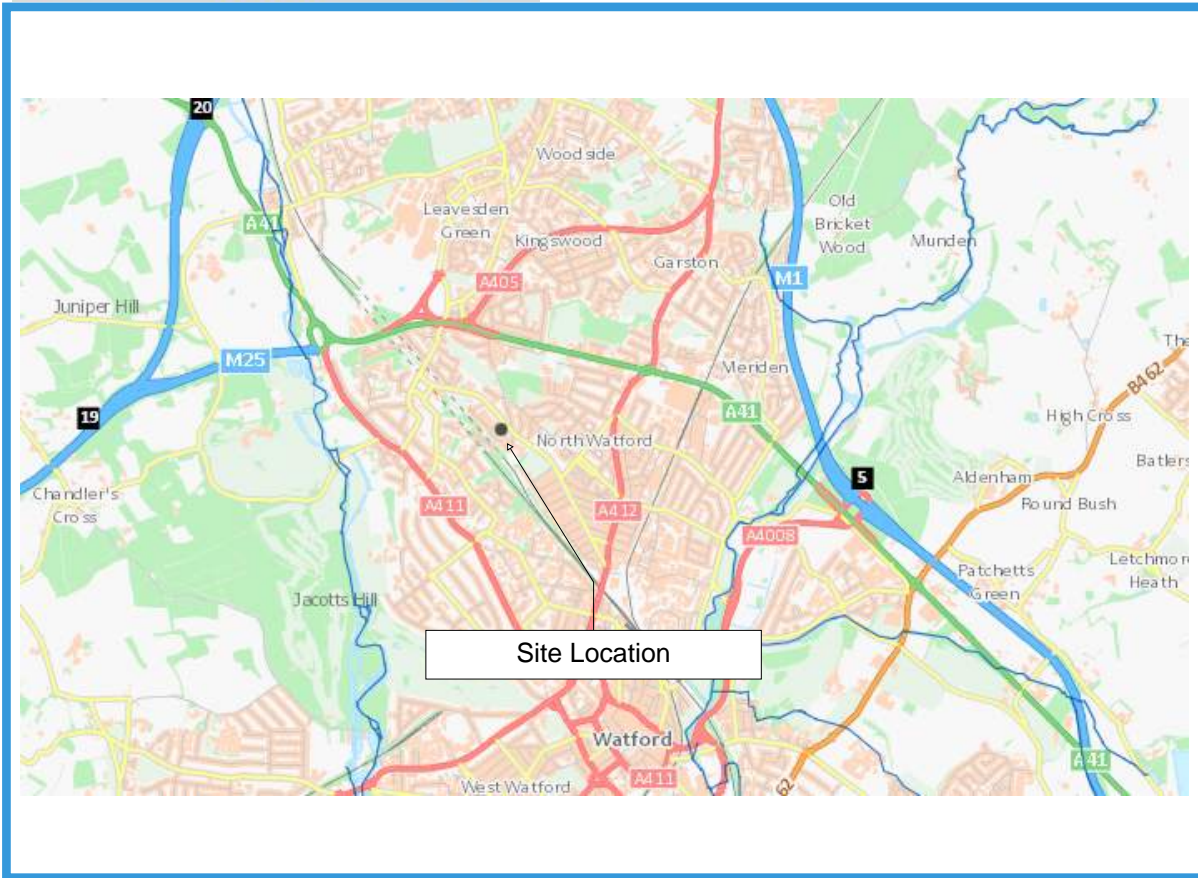 20
Woodside
Leavesden
Green
Kingswood
A41
Old
Bricket
Wood
Munden
Garston
A405
M1
Juniper Hill
The
M25
Meriden
B462
19
A41
High Cross
North Watford
Batlers
5
Aldenham
Chandler's
Cross
A411
A412
Round Bush
A4008
Letchmore
Heath
Patchetts
Green
Jacotts Hill
Site Location
Watford
A41
West Watford
A411
62